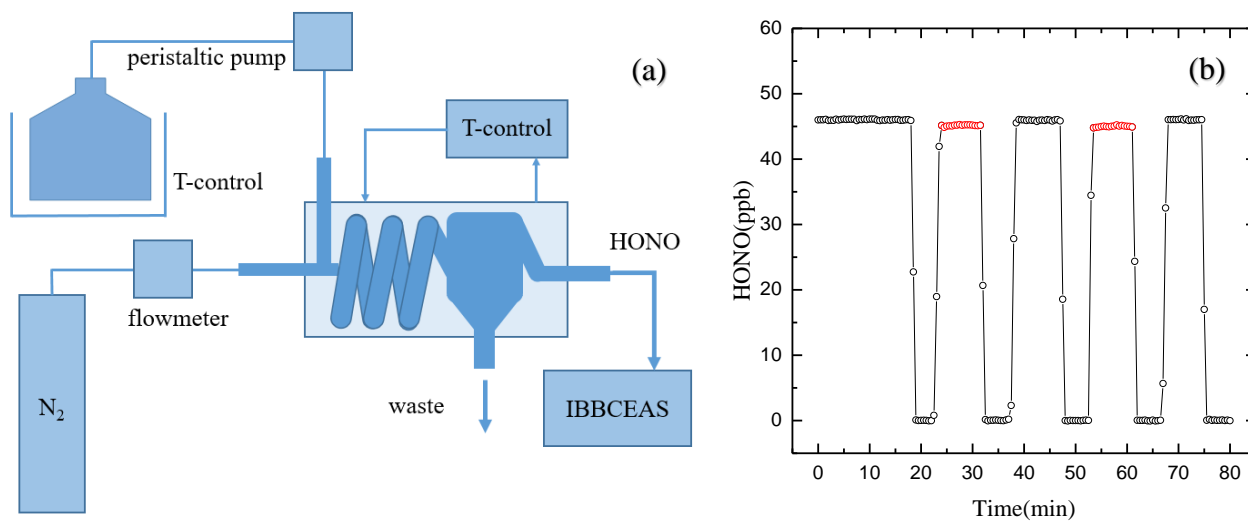 peristaltic pump
(a)
T-control
T-control
HONO
flowmeter
N2
waste
IBBCEAS
(b)
HONO(ppb)
60
50
40
30
20
10
0
0 10 20 30 40 50 60 70 80
Time(min)